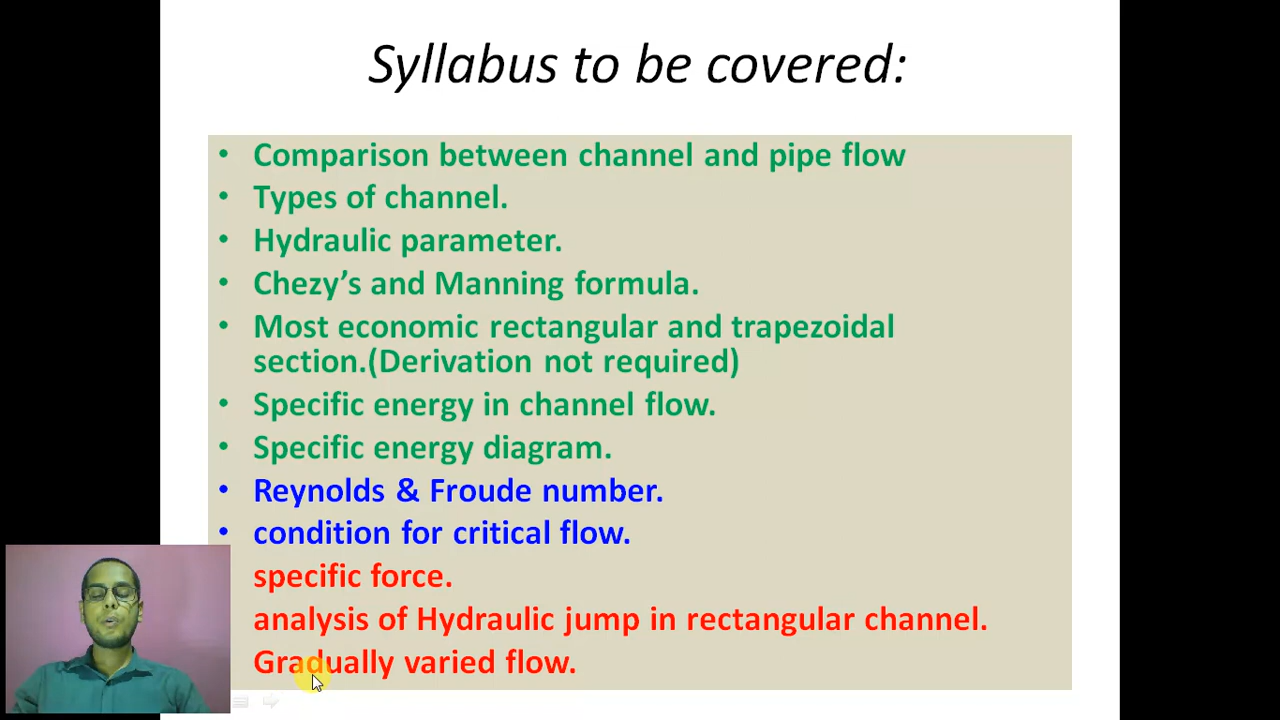 Syllabus to be covered:
• Comparison between channel and pipe flow
• Types of channel.
• Hydraulic parameter.
• Chezy’s and Manning formula.
• Most economic rectangular and trapezoidal
section.(Derivation not required)
• Specific energy in channel flow.
• Specific energy diagram.
• Reynolds & Froude number.
• condition for critical flow.
specific force.
analysis of Hydraulic jump in rectangular channel.
Gradually varied flow.